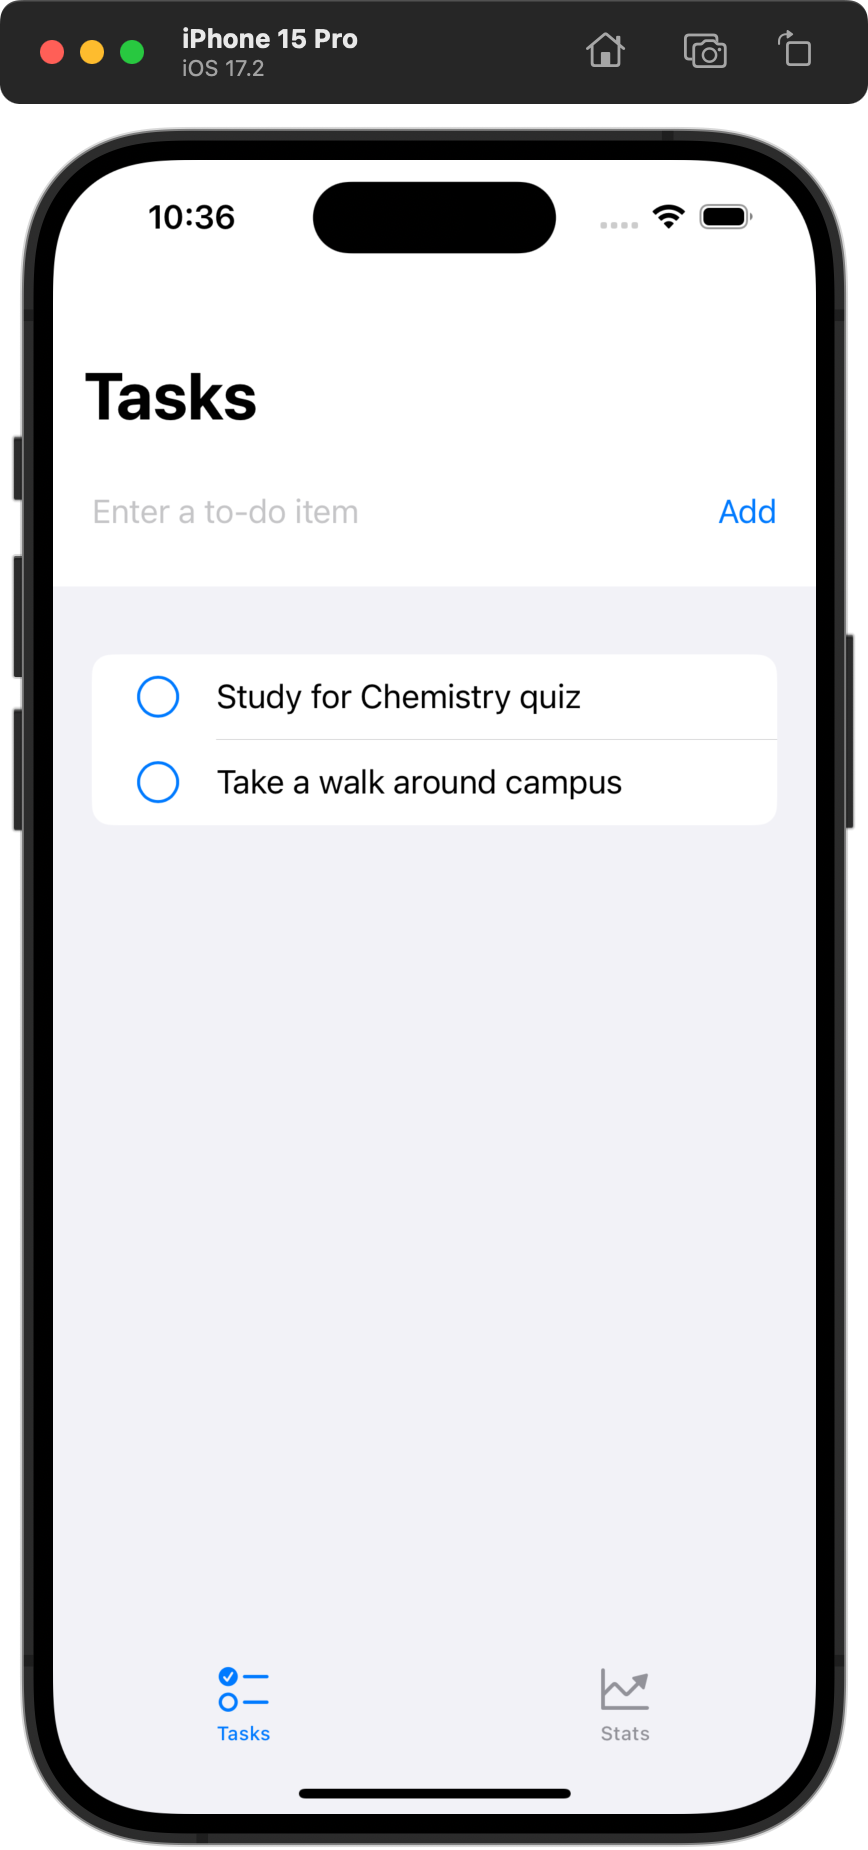 iPhone 15 Pro
iOS 17.2
10:36
Tasks
Enter a to-do item Add
Study for Chemistry quiz
Take a walk around campus
Tasks Stats